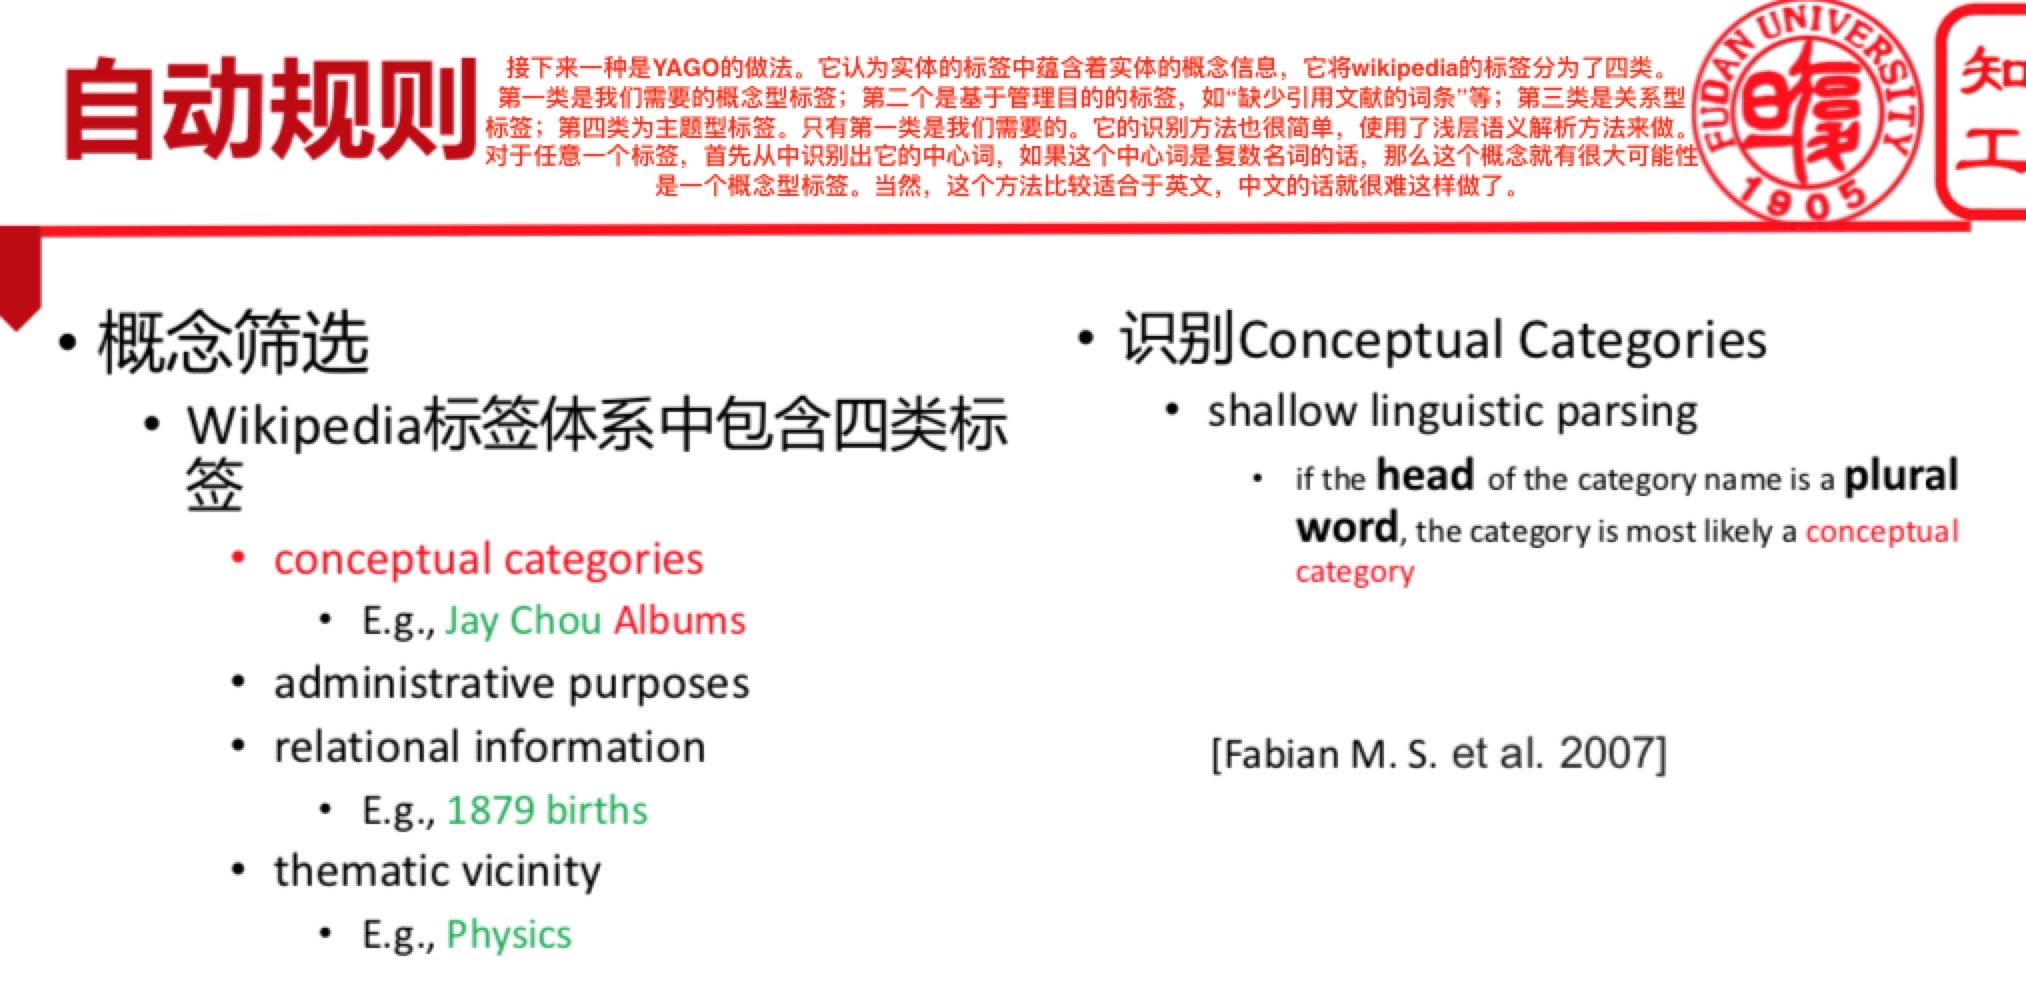 自动规则
接下来一种是YAGO的做法。它认为实体的标签中蕴含着实体的概念信息，它将wikipedia的标签分为了四类。
第一类是我们需要的概念型标签；第二个是基于管理目的的标签，如“缺少引用文献的词条”等；第三类是关系型
标签；第四类为主题型标签。只有第一类是我们需要的。它的识别方法也很简单，使用了浅层语义解析方法来做。
对于任意一个标签，首先从中识别出它的中心词，如果这个中心词是复数名词的话，那么这个概念就有很大可能性
是一个概念型标签。当然，这个方法比较适合于英文，中文的话就很难这样做了。
FUDAN UNIVERSITY
1905
知
工
• 概念筛选
• Wikipedia标签体系中包含四类标
签
• conceptual categories
• E.g., Jay Chou Albums
• administrative purposes
• relational information
• E.g., 1879 births
• thematic vicinity
• E.g., Physics
• 识别Conceptual Categories
• shallow linguistic parsing
• if the head of the category name is a plural
word, the category is most likely a conceptual
category
[Fabian M. S. et al. 2007]